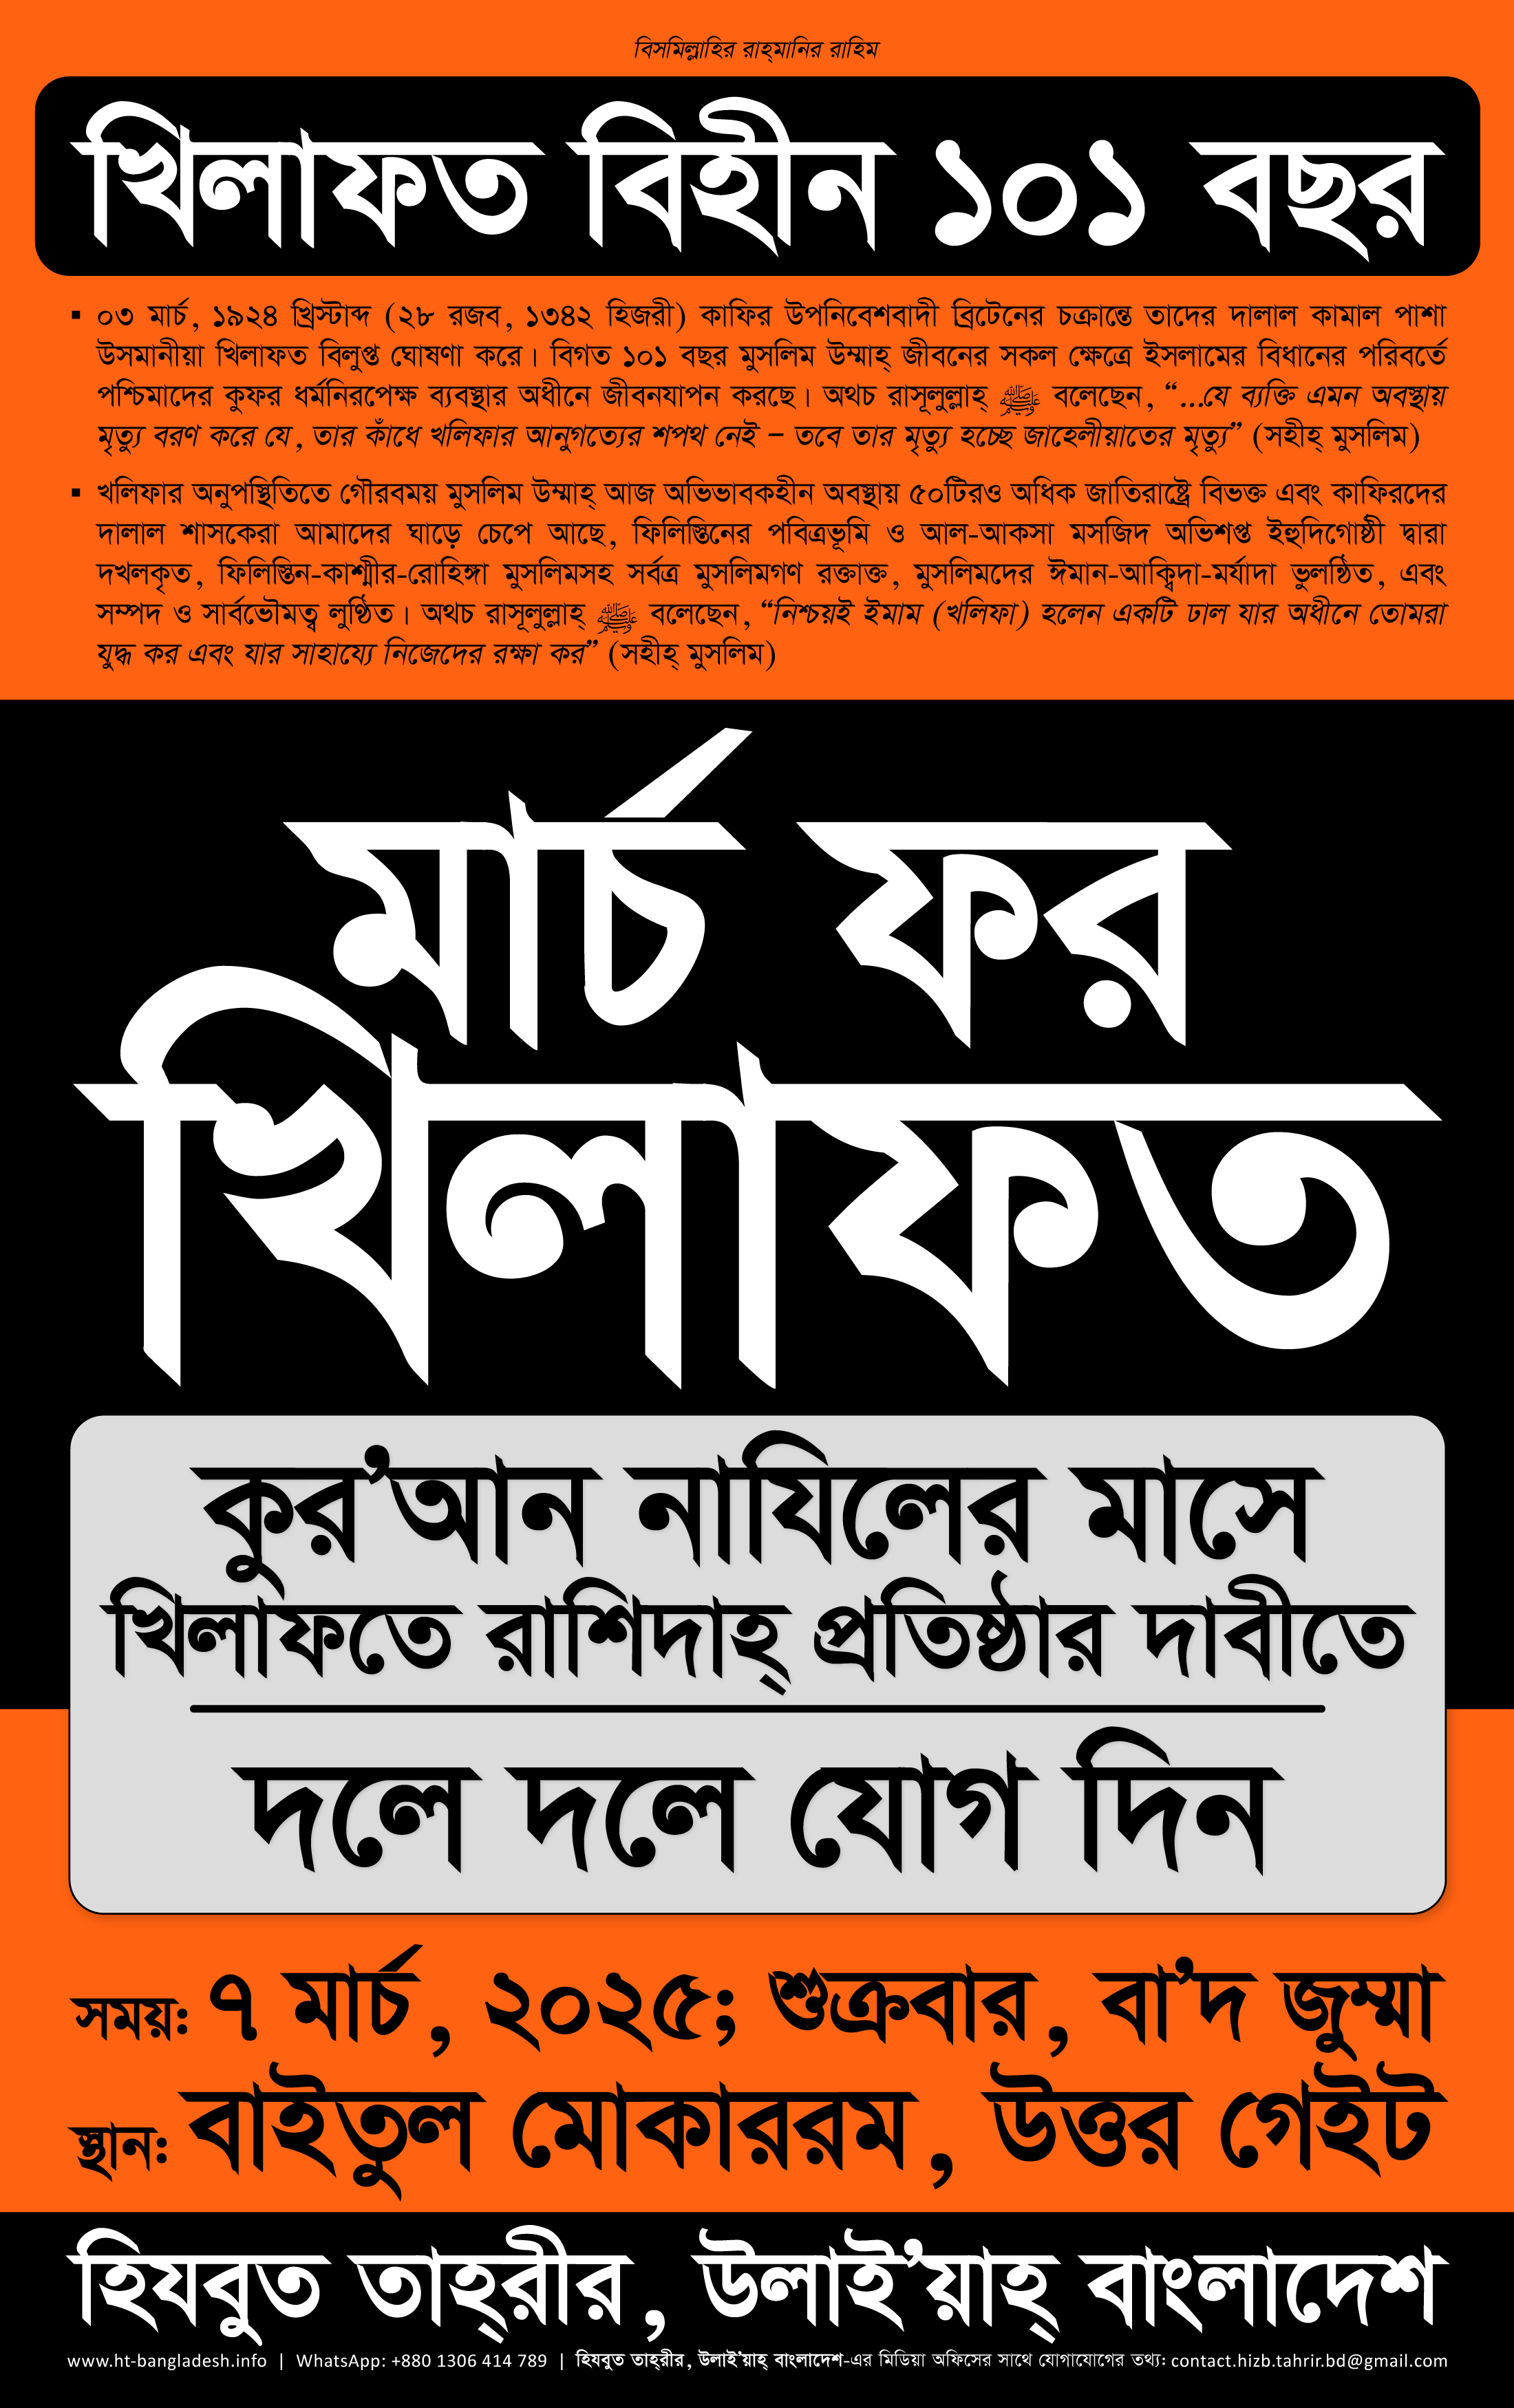 বিসমিল্লাহির রাহ্‌মানির রাহিম
খিলাফত বিহীন ১০১ বছর
▪ ০৩ মার্চ, ১৯২৪ খ্রিস্টাব্দ (২৮ রজব, ১৩৪২ হিজরী) কাফির উপনিবেশবাদী ব্রিটেনের চক্রান্তে তাদের দালাল কামাল পাশা
উসমানীয়া খিলাফত বিলুপ্ত ঘোষণা করে। বিগত ১০১ বছর মুসলিম উম্মাহ্‌ জীবনের সকল ক্ষেত্রে ইসলামের বিধানের পরিবর্তে
পশ্চিমাদের কুফর ধর্মনিরপেক্ষ ব্যবস্থার অধীনে জীবনযাপন করছে। অথচ রাসূলুল্লাহ্‌ ﷺ বলেছেন, “...যে ব্যক্তি এমন অবস্থায়
মৃত্যু বরণ করে যে, তার কাঁধে খলিফার আনুগত্যের শপথ নেই – তবে তার মৃত্যু হচ্ছে জাহেলীয়াতের মৃত্যু” (সহীহ্‌ মুসলিম)
▪ খলিফার অনুপস্থিতিতে গৌরবময় মুসলিম উম্মাহ্‌ আজ অভিভাবকহীন অবস্থায় ৫০টিরও অধিক জাতিরাষ্ট্রে বিভক্ত এবং কাফিরদের
দালাল শাসকেরা আমাদের ঘাড়ে চেপে আছে, ফিলিস্তিনের পবিত্রভূমি ও আল-আকসা মসজিদ অভিশপ্ত ইহুদিগোষ্ঠী দ্বারা
দখলকৃত, ফিলিস্তিন-কাশ্মীর-রোহিঙ্গা মুসলিমসহ সর্বত্র মুসলিমগণ রক্তাক্ত, মুসলিমদের ঈমান-আক্বিদা-মর্যাদা ভুলন্ঠিত, এবং
সম্পদ ও সার্বভৌমত্ব লুণ্ঠিত। অথচ রাসূলুল্লাহ্‌ ﷺ বলেছেন, “নিশ্চয়ই ইমাম (খলিফা) হলেন একটি ঢাল যার অধীনে তোমরা
যুদ্ধ কর এবং যার সাহায্যে নিজেদের রক্ষা কর” (সহীহ্‌ মুসলিম)
মার্চ ফর
খিলাফত
কুর’আন নাযিলের মাসে
খিলাফতে রাশিদাহ্‌ প্রতিষ্ঠার দাবীতে
দলে দলে যোগ দিন
সময়: ৭ মার্চ, ২০২৫; শুক্রবার, বা’দ জুম্মা
স্থান: বাইতুল মোকাররম, উত্তর গেইট
হিযবুত তাহ্‌রীর, উলাই’য়াহ্‌ বাংলাদেশ
www.ht-bangladesh.info | WhatsApp: +880 1306 414 789 | হিযবুত তাহ্‌রীর, উলাই’য়াহ্‌ বাংলাদেশ-এর মিডিয়া অফিসের সাথে যোগাযোগের তথ্য: contact.hizb.tahrir.bd@gmail.com